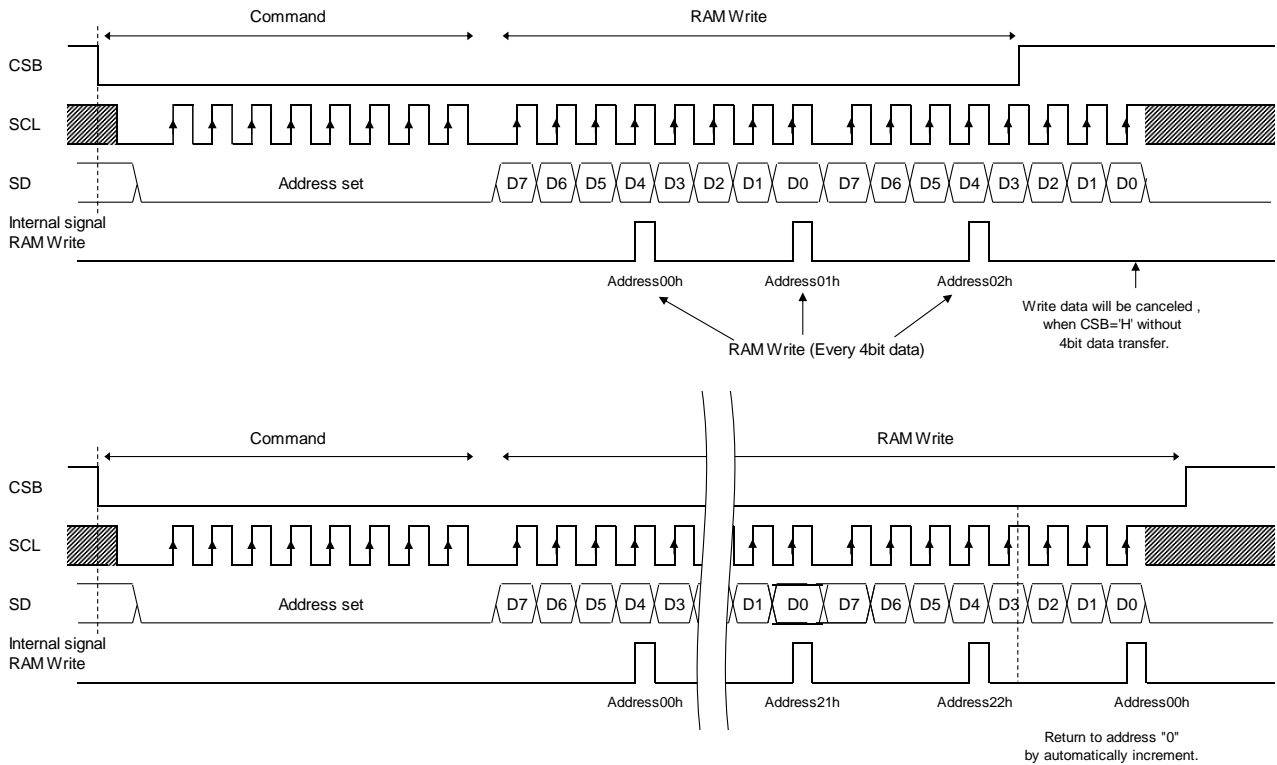 Command RAM Write
CSB
SCL
SD Address set D7 D6 D5 D4 D3 D2 D1 D0 D7 D6 D5 D4 D3 D2 D1 D0
Internal signal
RAM Write
Address00h Address01h Address02h
Write data will be canceled ,
when CSB='H' without
4bit data transfer.
RAM Write (Every 4bit data)
Command RAM Write
CSB
SCL
SD Address set D7 D6 D5 D4 D3 D1 D0 D7 D6 D5 D4 D3 D2 D1 D0
Internal signal
RAM Write
Address00h Address21h Address22h Address00h
Return to address "0"
by automatically increment.